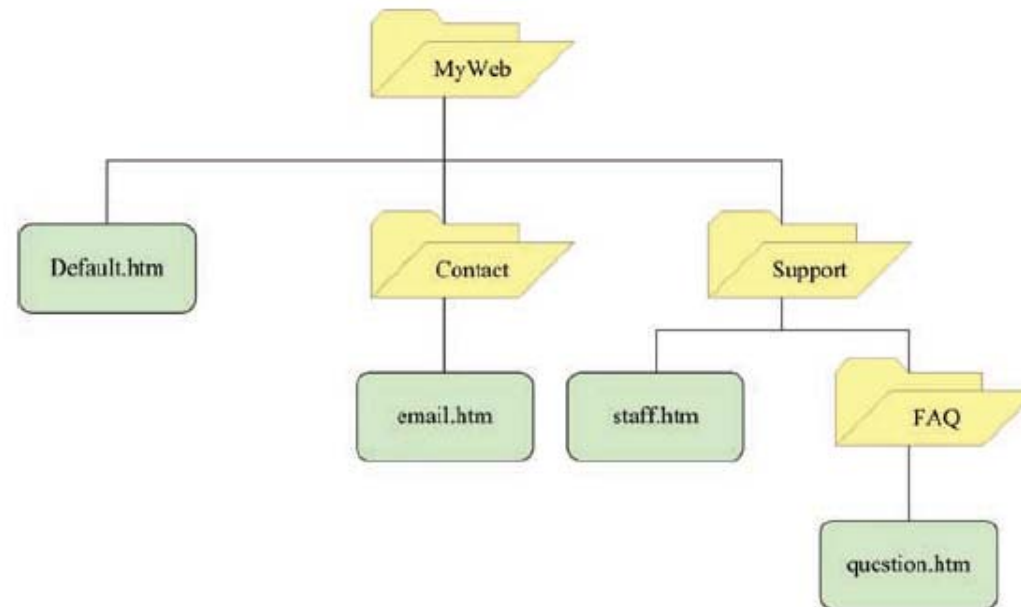 MyWeb
Default.htm
Contact
Support
email.htm
staff.htm
FAQ
question.htm